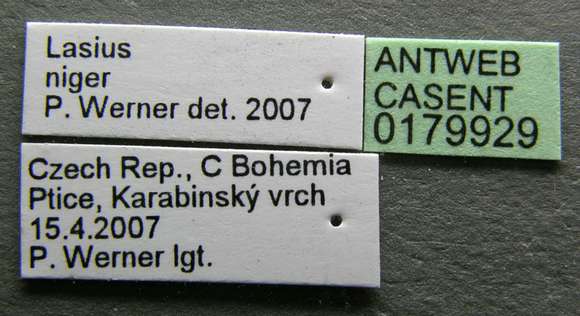 Lasius
niger
P. Werner det. 2007
ANTWEB
CASENT
0179929
Czech Rep., C Bohemia
Ptice, Karabinský vrch
15.4.2007
P. Werner lgt.